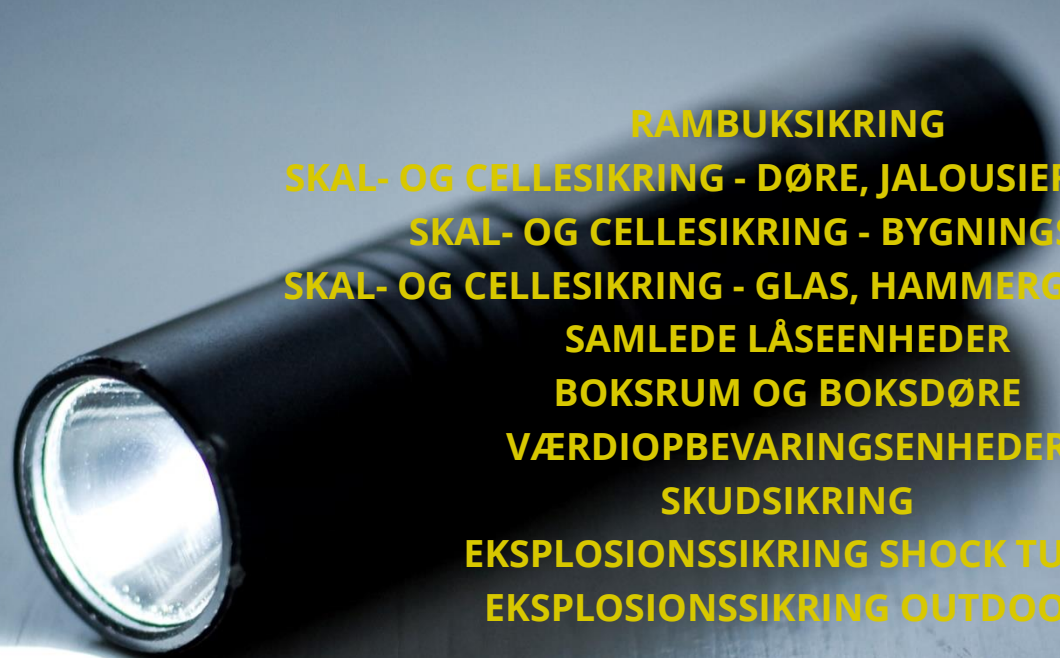 RAMBUKSIKRING
SKAL- OG CELLESIKRING - DØRE,
SKAL- OG CELLESIKRING -
SKAL- OG CELLESIKRING - GLAS,
SAMLEDE LÅSEENHEDER
BOKSRUM OG BOKSDØRE
VÆRDIOPBEVARINGSENHEDER
SKUDSIKRING
EKSPLOSIONSSIKRING SHOCK
EKSPLOSIONSSIKRING